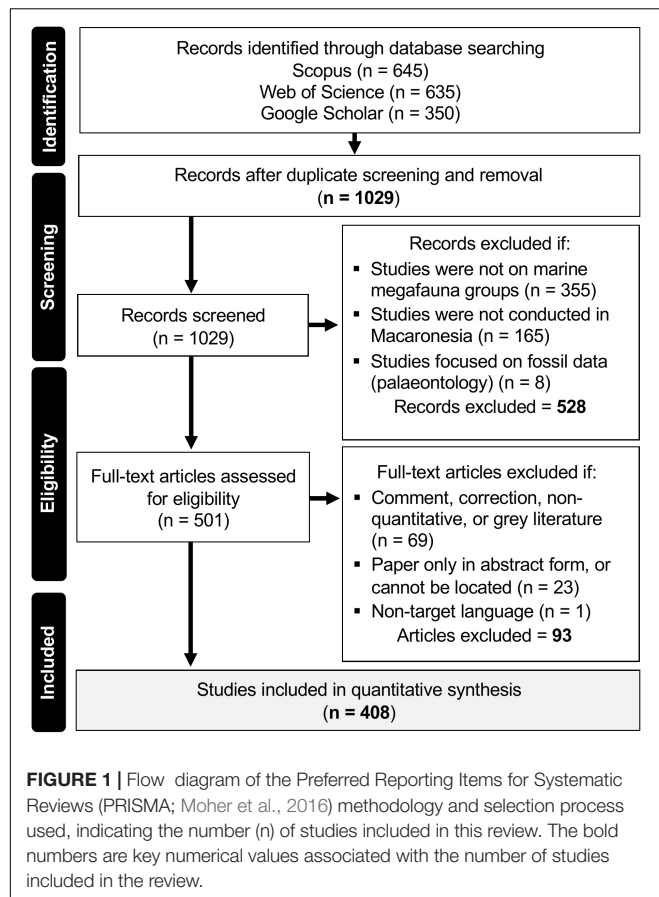 Identification
Records identified through database searching
Scopus (n = 645)
Web of Science (n = 635)
Google Scholar (n = 350)
Screening
Records after duplicate screening and removal
(n = 1029)
Records screened
(n = 1029)
Records excluded if:
▪ Studies were not on marine
megafauna groups (n = 355)
▪ Studies were not conducted in
Macaronesia (n = 165)
▪ Studies focused on fossil data
(palaeontology) (n = 8)
Records excluded = 528
Eligibility
Full-text articles assessed
for eligibility
(n = 501)
Full-text articles excluded if:
▪ Comment, correction, non-
quantitative, or grey literature
(n = 69)
▪ Paper only in abstract form, or
cannot be located (n = 23)
▪ Non-target language (n = 1)
Articles excluded = 93
Included
Studies included in quantitative synthesis
(n = 408)
FIGURE 1 | Flow diagram of the Preferred Reporting Items for Systematic
Reviews (PRISMA; Moher et al., 2016) methodology and selection process
used, indicating the number (n) of studies included in this review. The bold
numbers are key numerical values associated with the number of studies
included in the review.